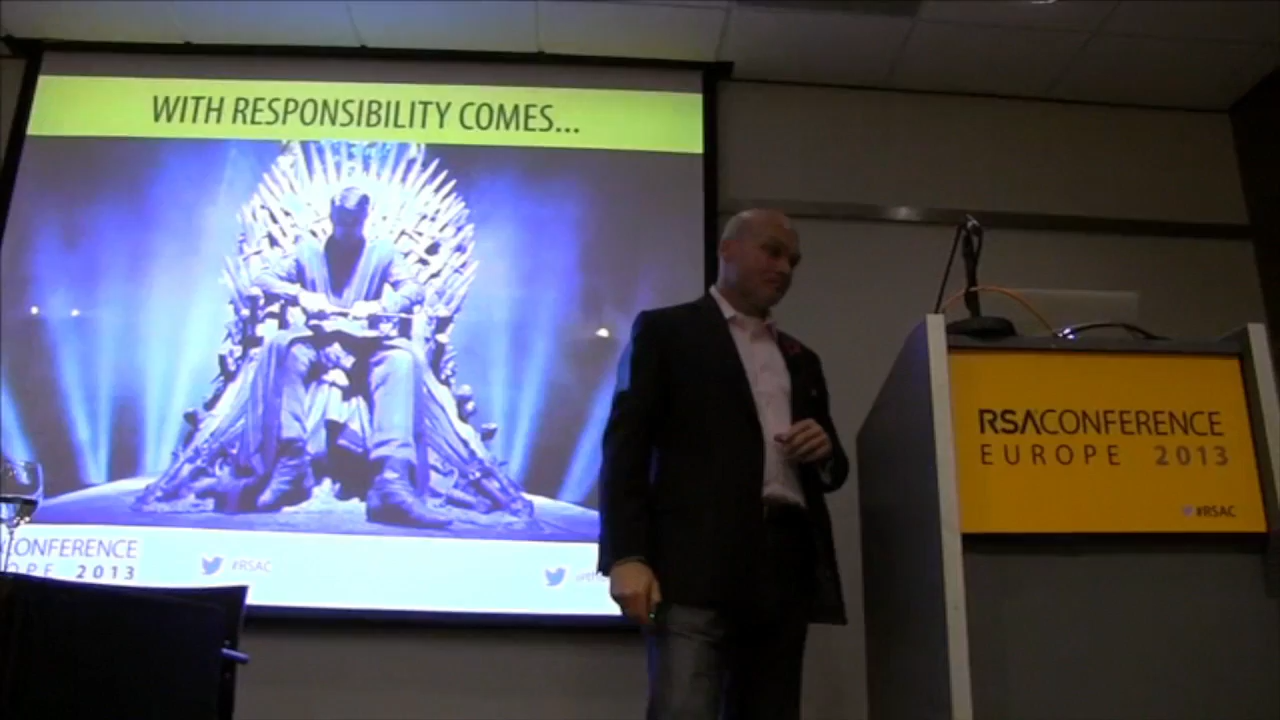 WITH RESPONSIBILITY COMES...
CONFERENCE
OPE 2013
#RSAC
RSACONFERENCE
EUROPE 2013
#RSAC